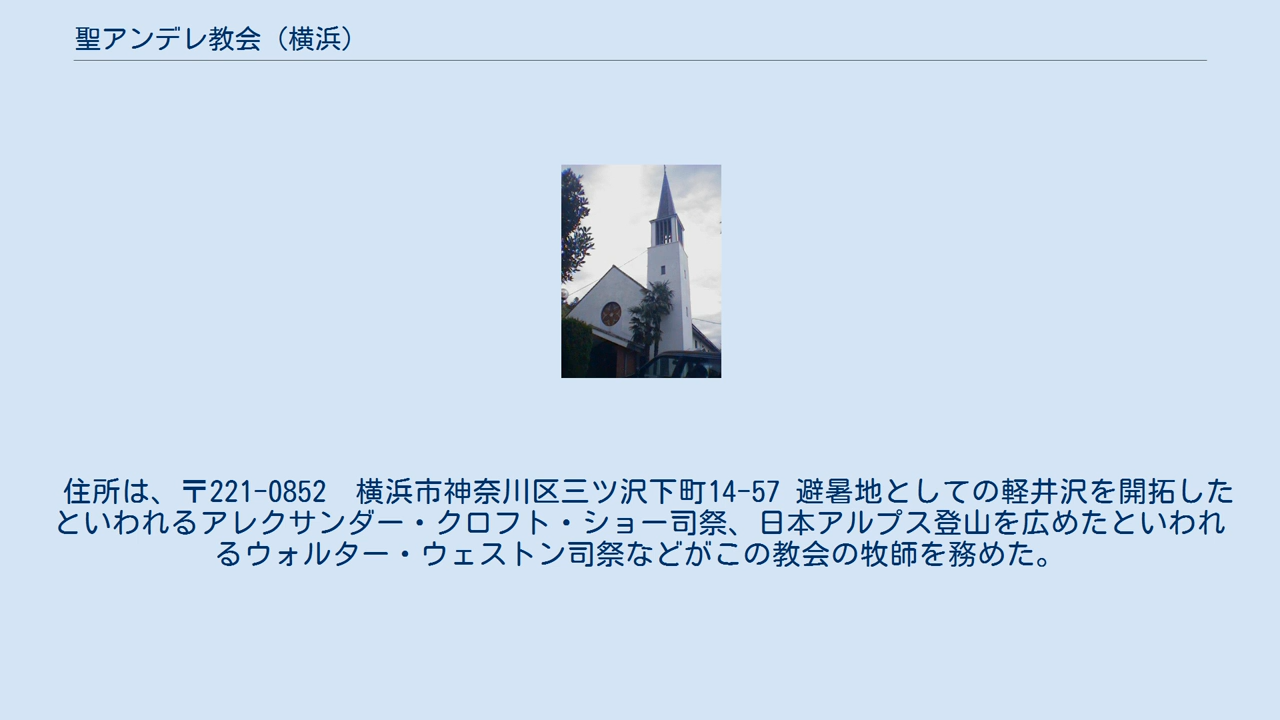 聖アンデレ教会（横浜）
住所は、〒221-0852　横浜市神奈川区三ツ沢下町14-57 避暑地としての軽井沢を開拓した
といわれるアレクサンダー・クロフト・ショー司祭、日本アルプス登山を広めたといわれ
るウォルター・ウェストン司祭などがこの教会の牧師を務めた。